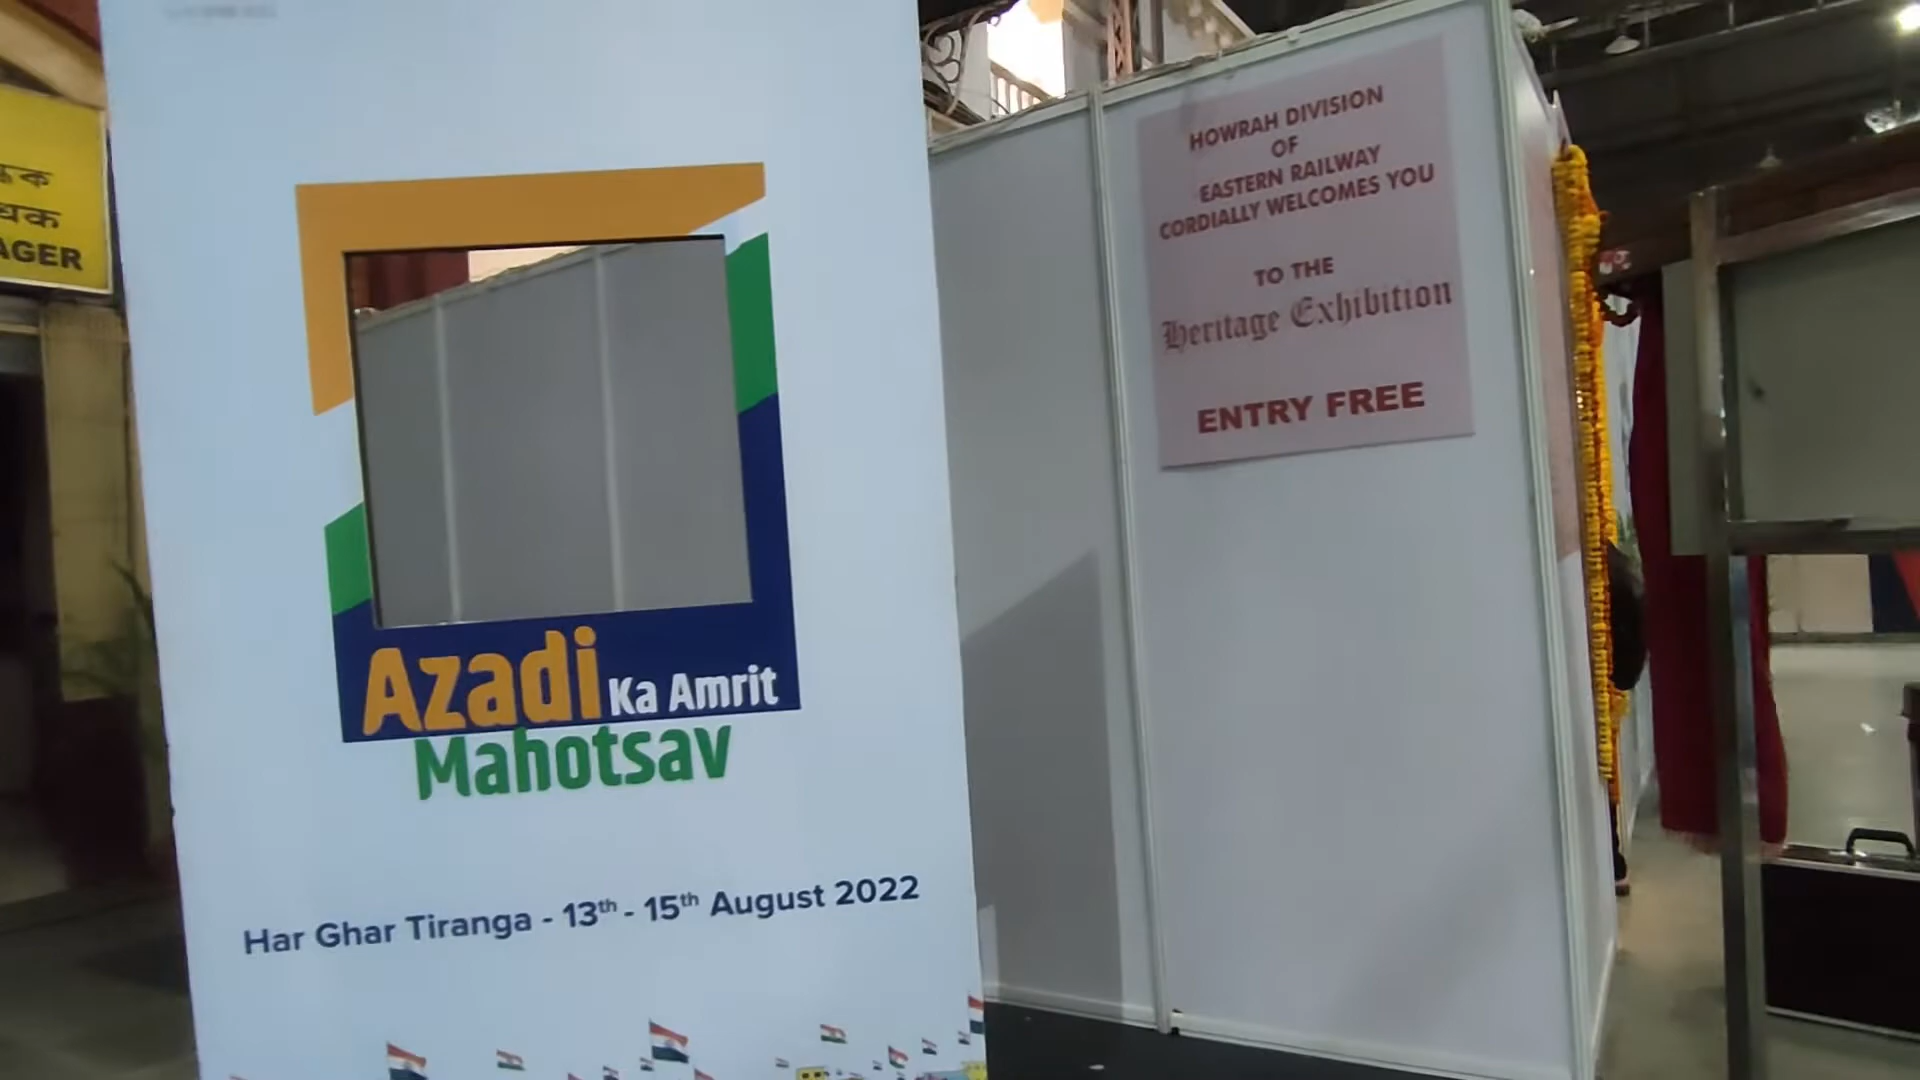 AGER
Azadi Ka Amrit
Mahotsav
Har Ghar Tiranga - 13th - 15th August 2022
HOWRAH DIVISION
OF
EASTERN RAILWAY
CORDIALLY WELCOMES YOU
TO THE
Heritage Exhibition
ENTRY FREE